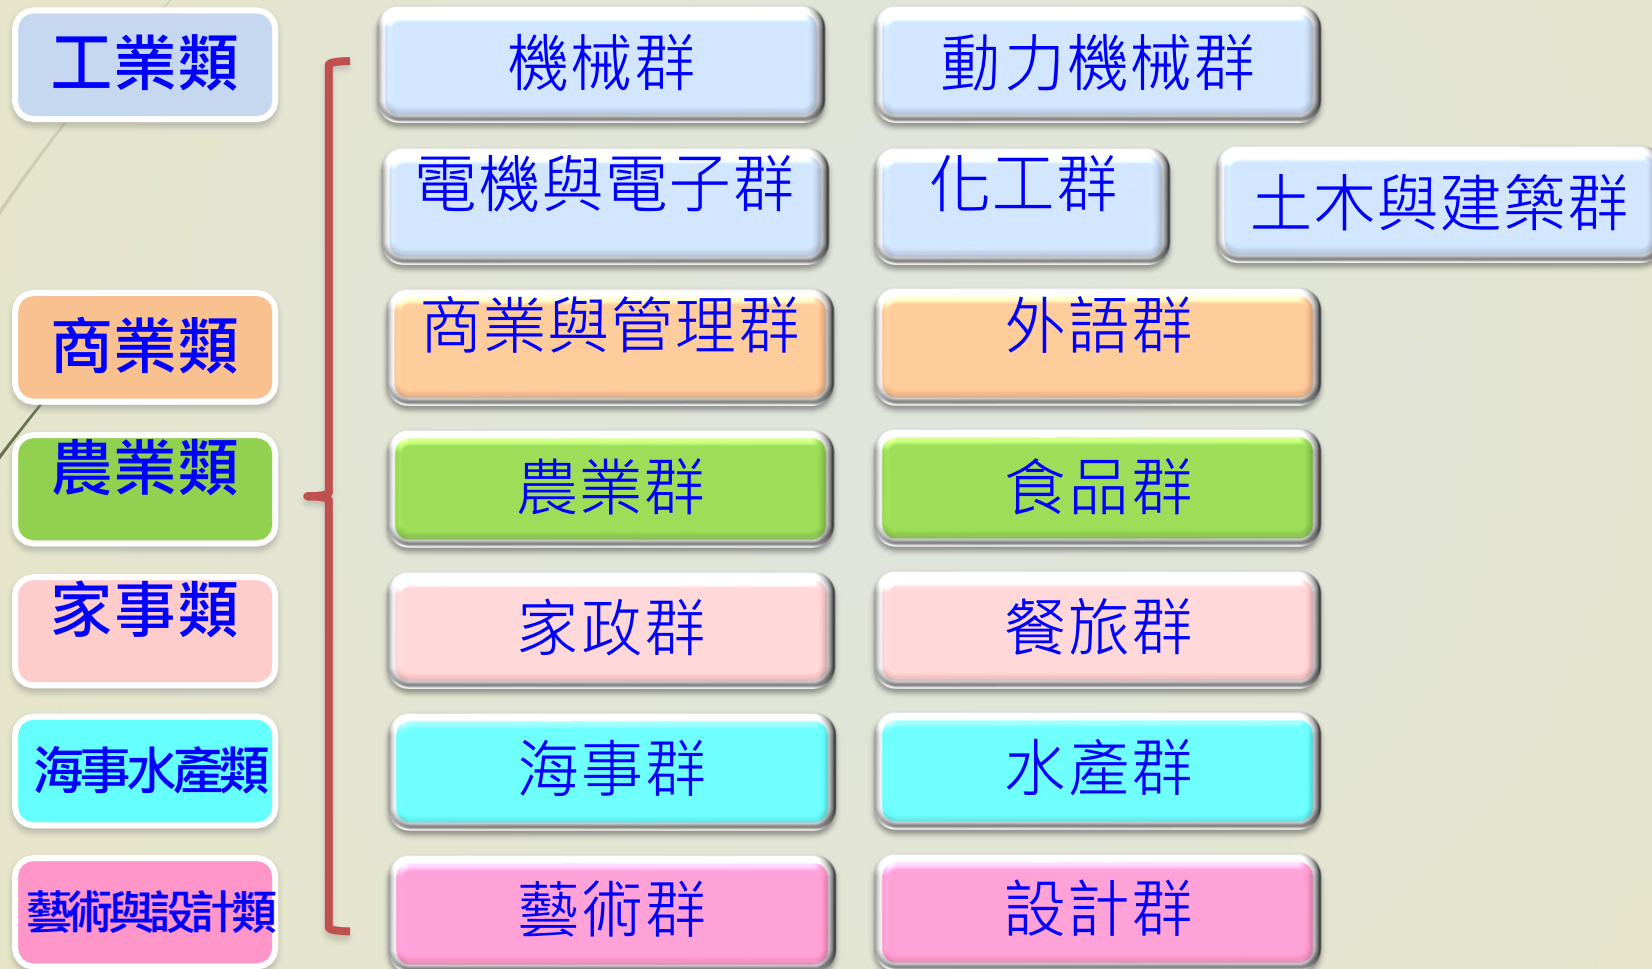 工業類
機械群
動力機械群
電機與電子群
化工群
土木與建築群
商業類
商業與管理群
外語群
農業類
農業群
食品群
家事類
家政群
餐旅群
海事水產類
海事群
水產群
藝術與設計類
藝術群
設計群